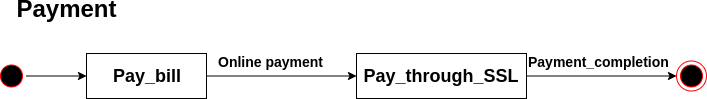 Payment
Online payment
Payment_completion
Pay_bill
Pay_through_SSL